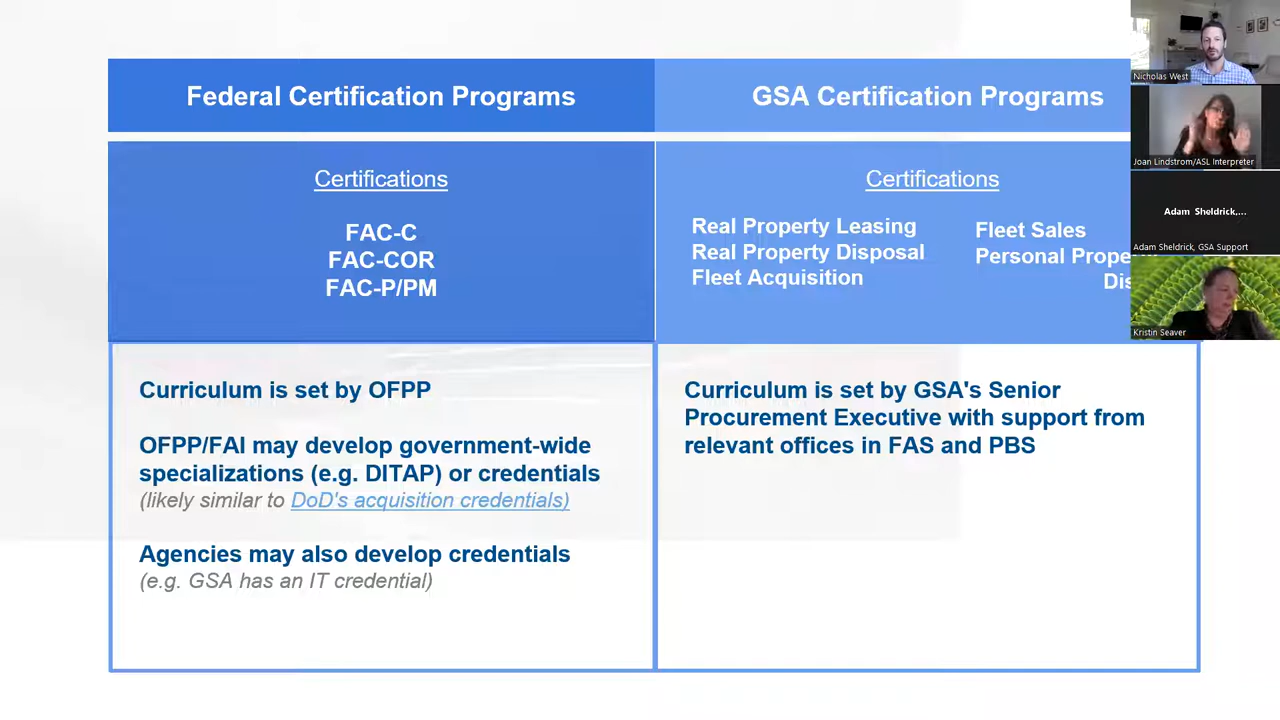 Federal Certification Programs
GSA Certification Programs
Certifications
FAC-C
FAC-COR
FAC-P/PM
Certifications
Real Property Leasing
Real Property Disposal
Fleet Acquisition
Fleet Sales
Personal
Curriculum is set by OFPP
OFPP/FAI may develop government-wide
specializations (e.g. DITAP) or credentials
(likely similar to DoD's acquisition credentials)
Agencies may also develop credentials
(e.g. GSA has an IT credential)
Curriculum is set by GSA's Senior
Procurement Executive with support from
relevant offices in FAS and PBS
Nicholas West
Joan Lindstrom/ASL Interpreter
Adam Sheldrick,...
Adam Sheldrick, GSA Support
Kristin Seaver